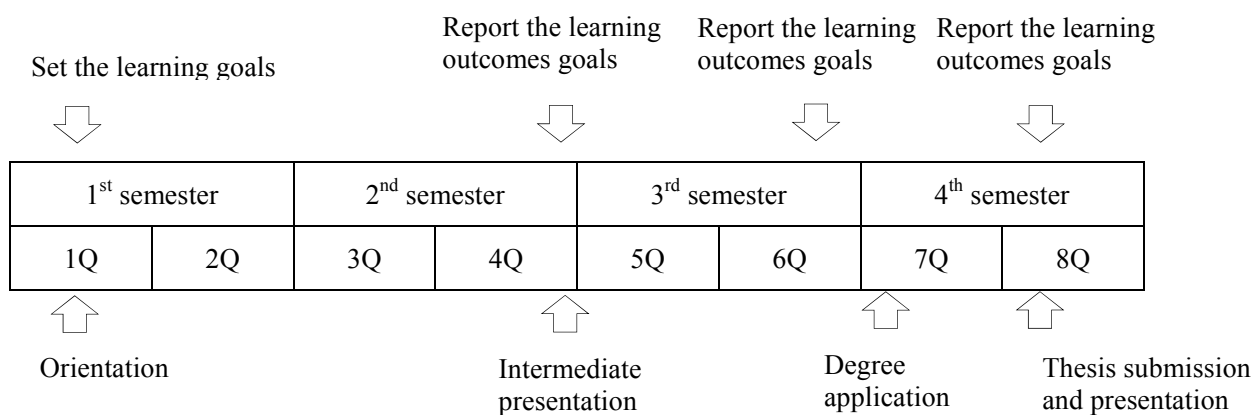 Set the learning goals
Report the learning
outcomes goals
Report the learning
outcomes goals
Report the learning
outcomes goals
1st semester
2nd semester
3rd semester
4th semester
1Q
2Q
3Q
4Q
5Q
6Q
7Q
8Q
Orientation
Intermediate
presentation
Degree
application
Thesis submission
and presentation